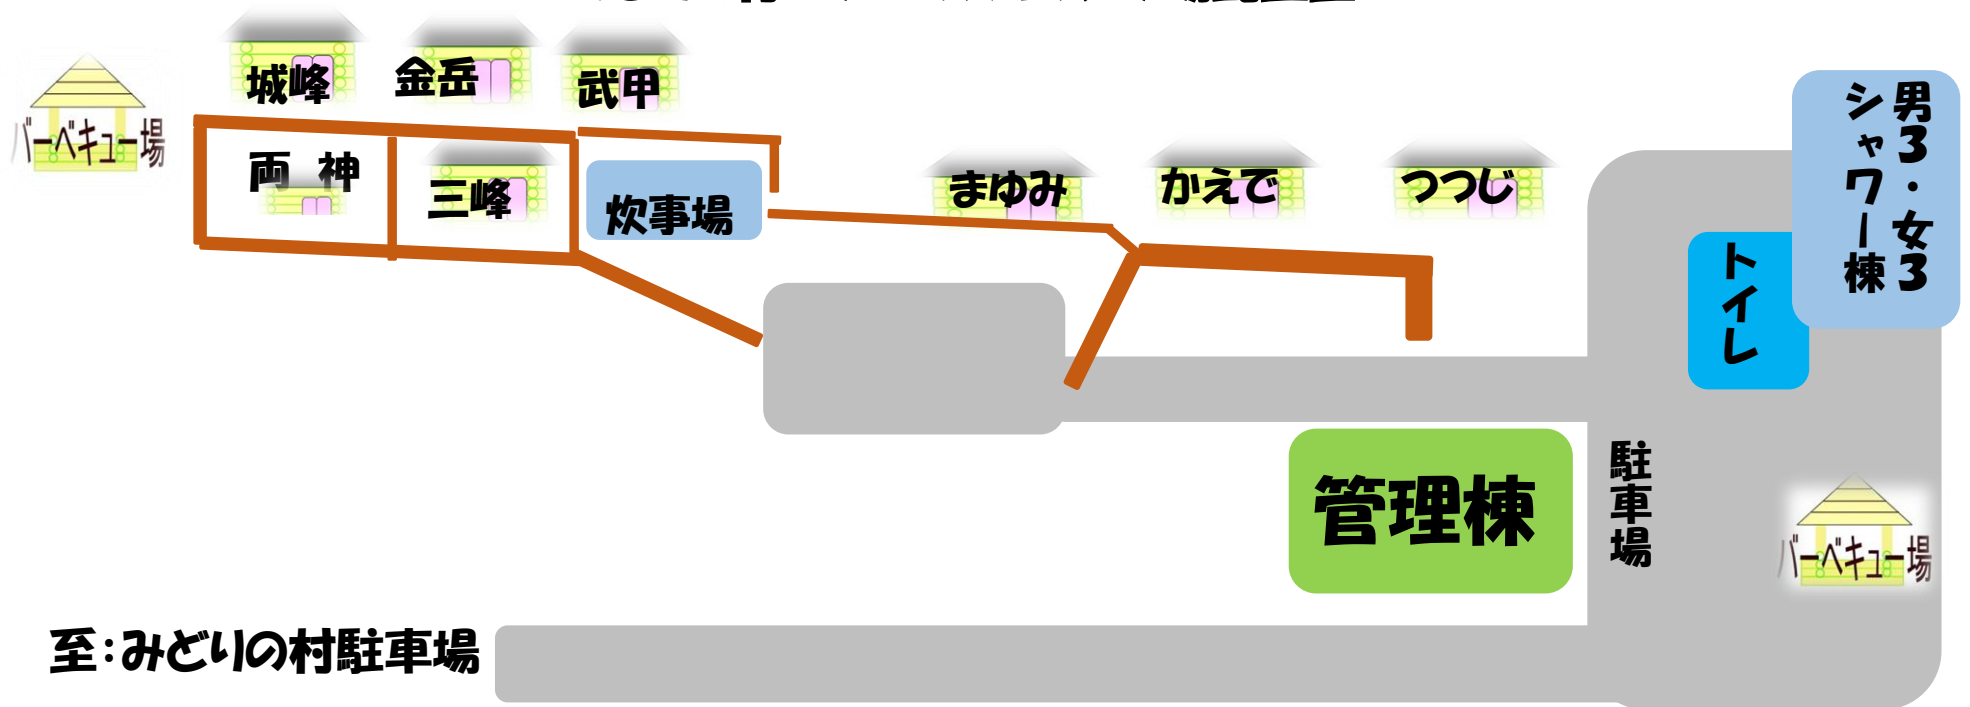 城峰
金岳
武甲
バーベキュー場
両 神
三峰
炊事場
まゆみ
かえで
つつじ
男3・女3
シャワー棟
トイレ
管理棟
駐車場
バーベキュー場
至:みどりの村駐車場